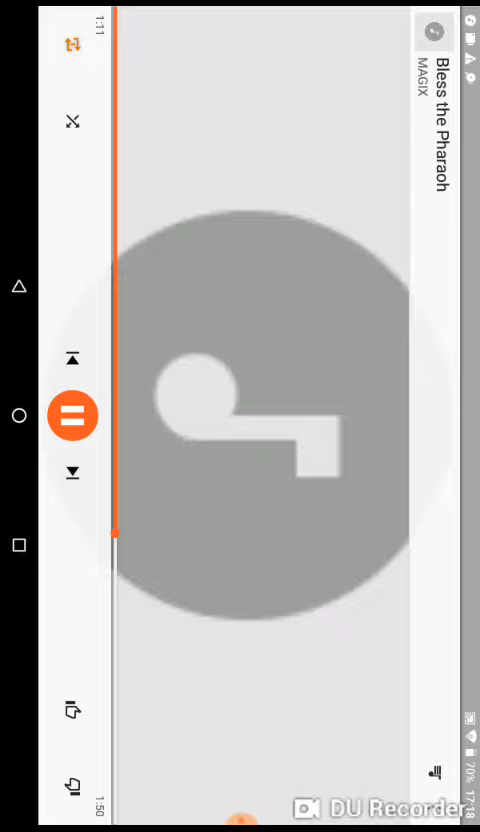 70% 17:18
Bless the Pharaoh
MAGIX
1:11
1:50
DU Recorder